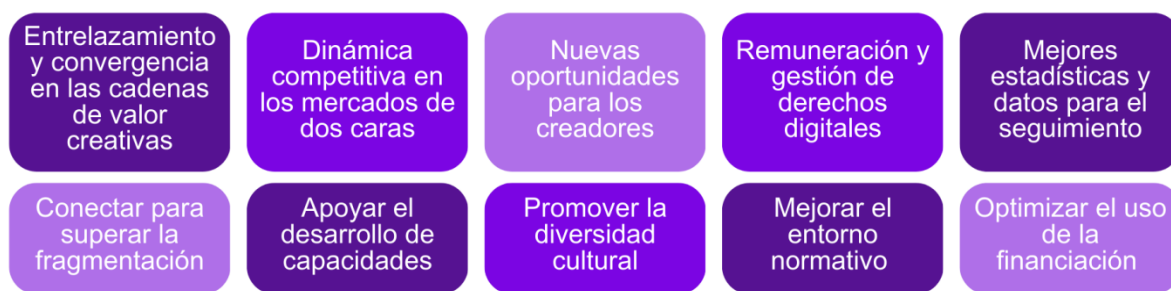 Entrelazamiento
y convergencia
en las cadenas
de valor
creativas
Dinámica
competitiva en
los mercados de
dos caras
Nuevas
oportunidades
para los
creadores
Remuneración y
gestión de
derechos
digitales
Mejores
estadísticas y
datos para el
seguimiento
Conectar para
superar la
fragmentación
Apoyar el
desarrollo de
capacidades
Promover la
diversidad
cultural
Mejorar el
entorno
normativo
Optimizar el uso
de la
financiación